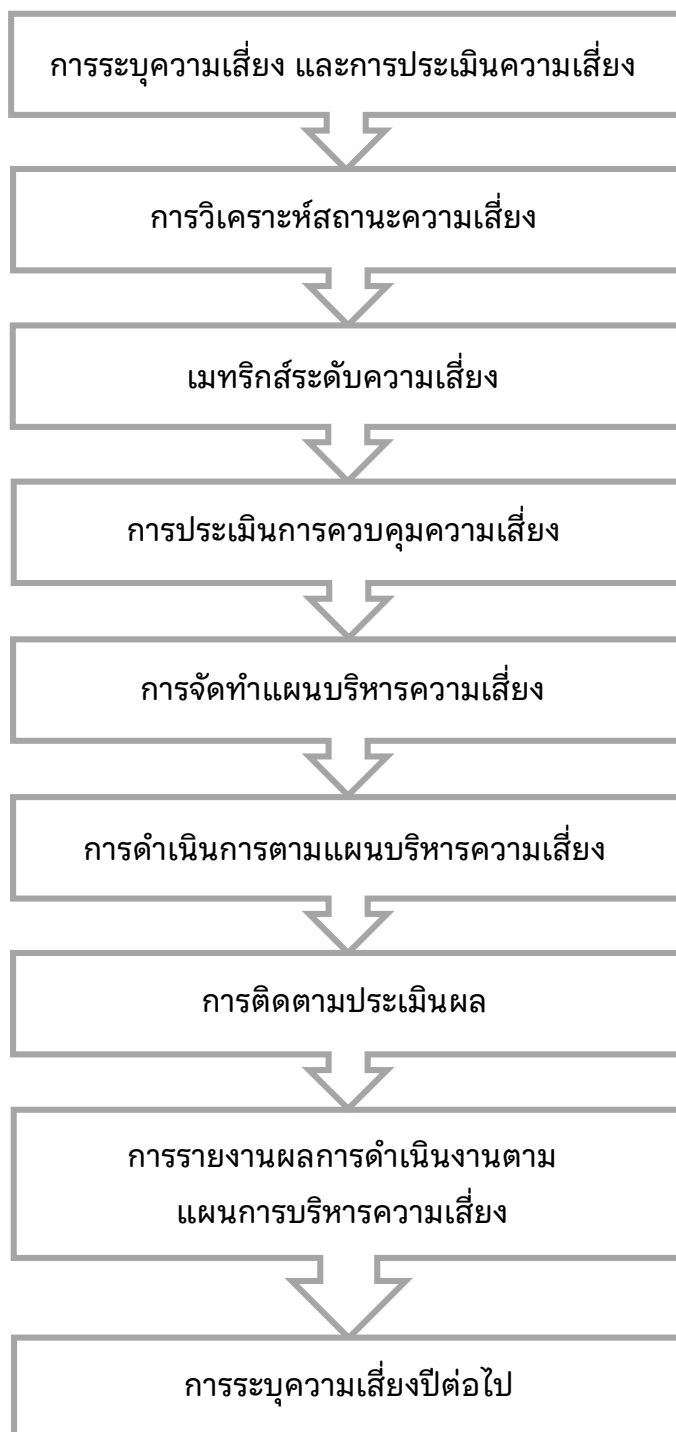 การระบุความเสี่ยง และการประเมินความเสี่ยง
การวิเคราะห์สถานะความเสี่ยง
เมทริกส์ระดับความเสี่ยง
การประเมินการควบคุมความเสี่ยง
การจัดทำแผนบริหารความเสี่ยง
การดำเนินการตามแผนบริหารความเสี่ยง
การติดตามประเมินผล
การรายงานผลการดำเนินงานตาม
แผนการบริหารความเสี่ยง
การระบุความเสี่ยงปีต่อไป